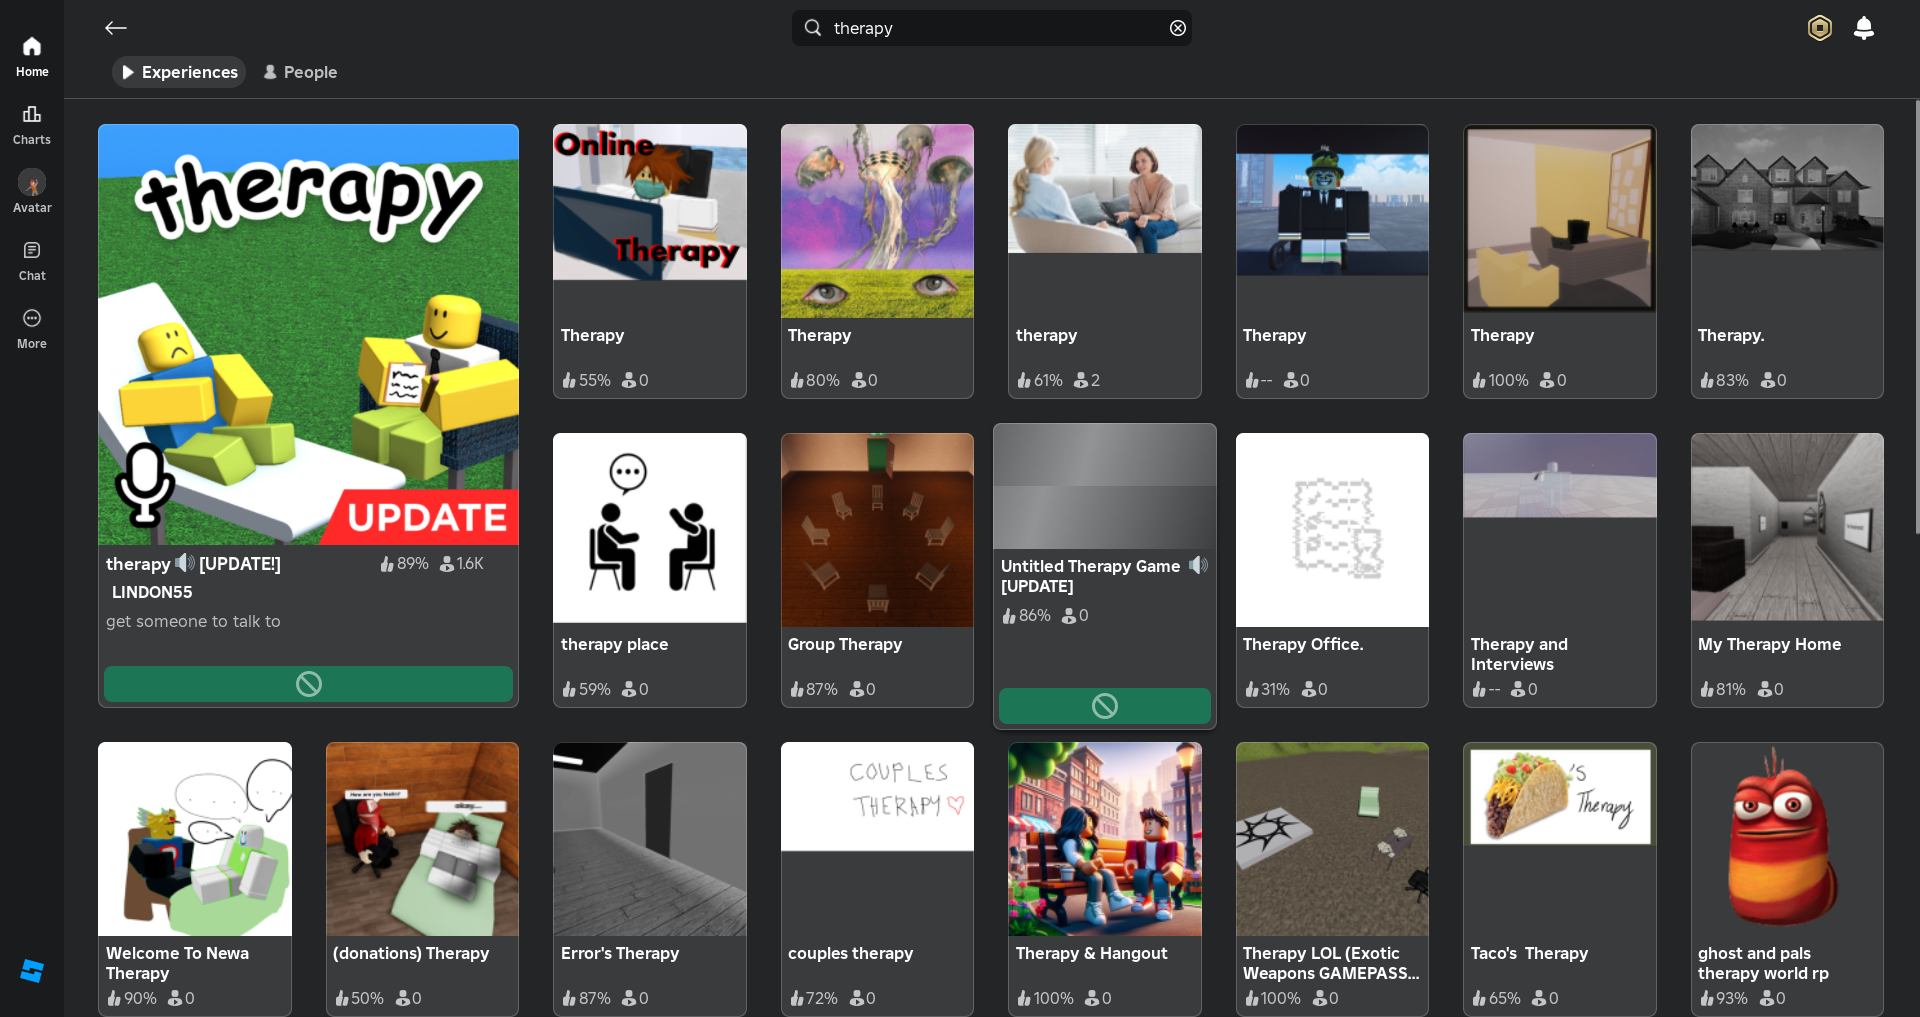 therapy
Home
Charts
Avatar
Chat
More
Experiences
People
therapy
UPDATE
therapy 🔊 [UPDATE!]
89% 1.6K
LINDON55
get someone to talk to
Online
Therapy
Therapy
55% 0
Therapy
80% 0
therapy
61% 2
Therapy
-- 0
Therapy
100% 0
Therapy.
83% 0
therapy place
59% 0
Group Therapy
87% 0
Untitled Therapy Game 🔊
[UPDATE]
86% 0
Therapy Office.
31% 0
Therapy and
Interviews
-- 0
My Therapy Home
81% 0
Welcome To Newa
Therapy
90% 0
How are you feelin?
okay....
(donations) Therapy
50% 0
Error's Therapy
87% 0
COUPLES
THERAPY
couples therapy
72% 0
Therapy & Hangout
100% 0
Therapy LOL (Exotic
Weapons GAMEPASS...
100% 0
'S
Therapy
Taco's  Therapy
65% 0
ghost and pals
therapy world rp
93% 0